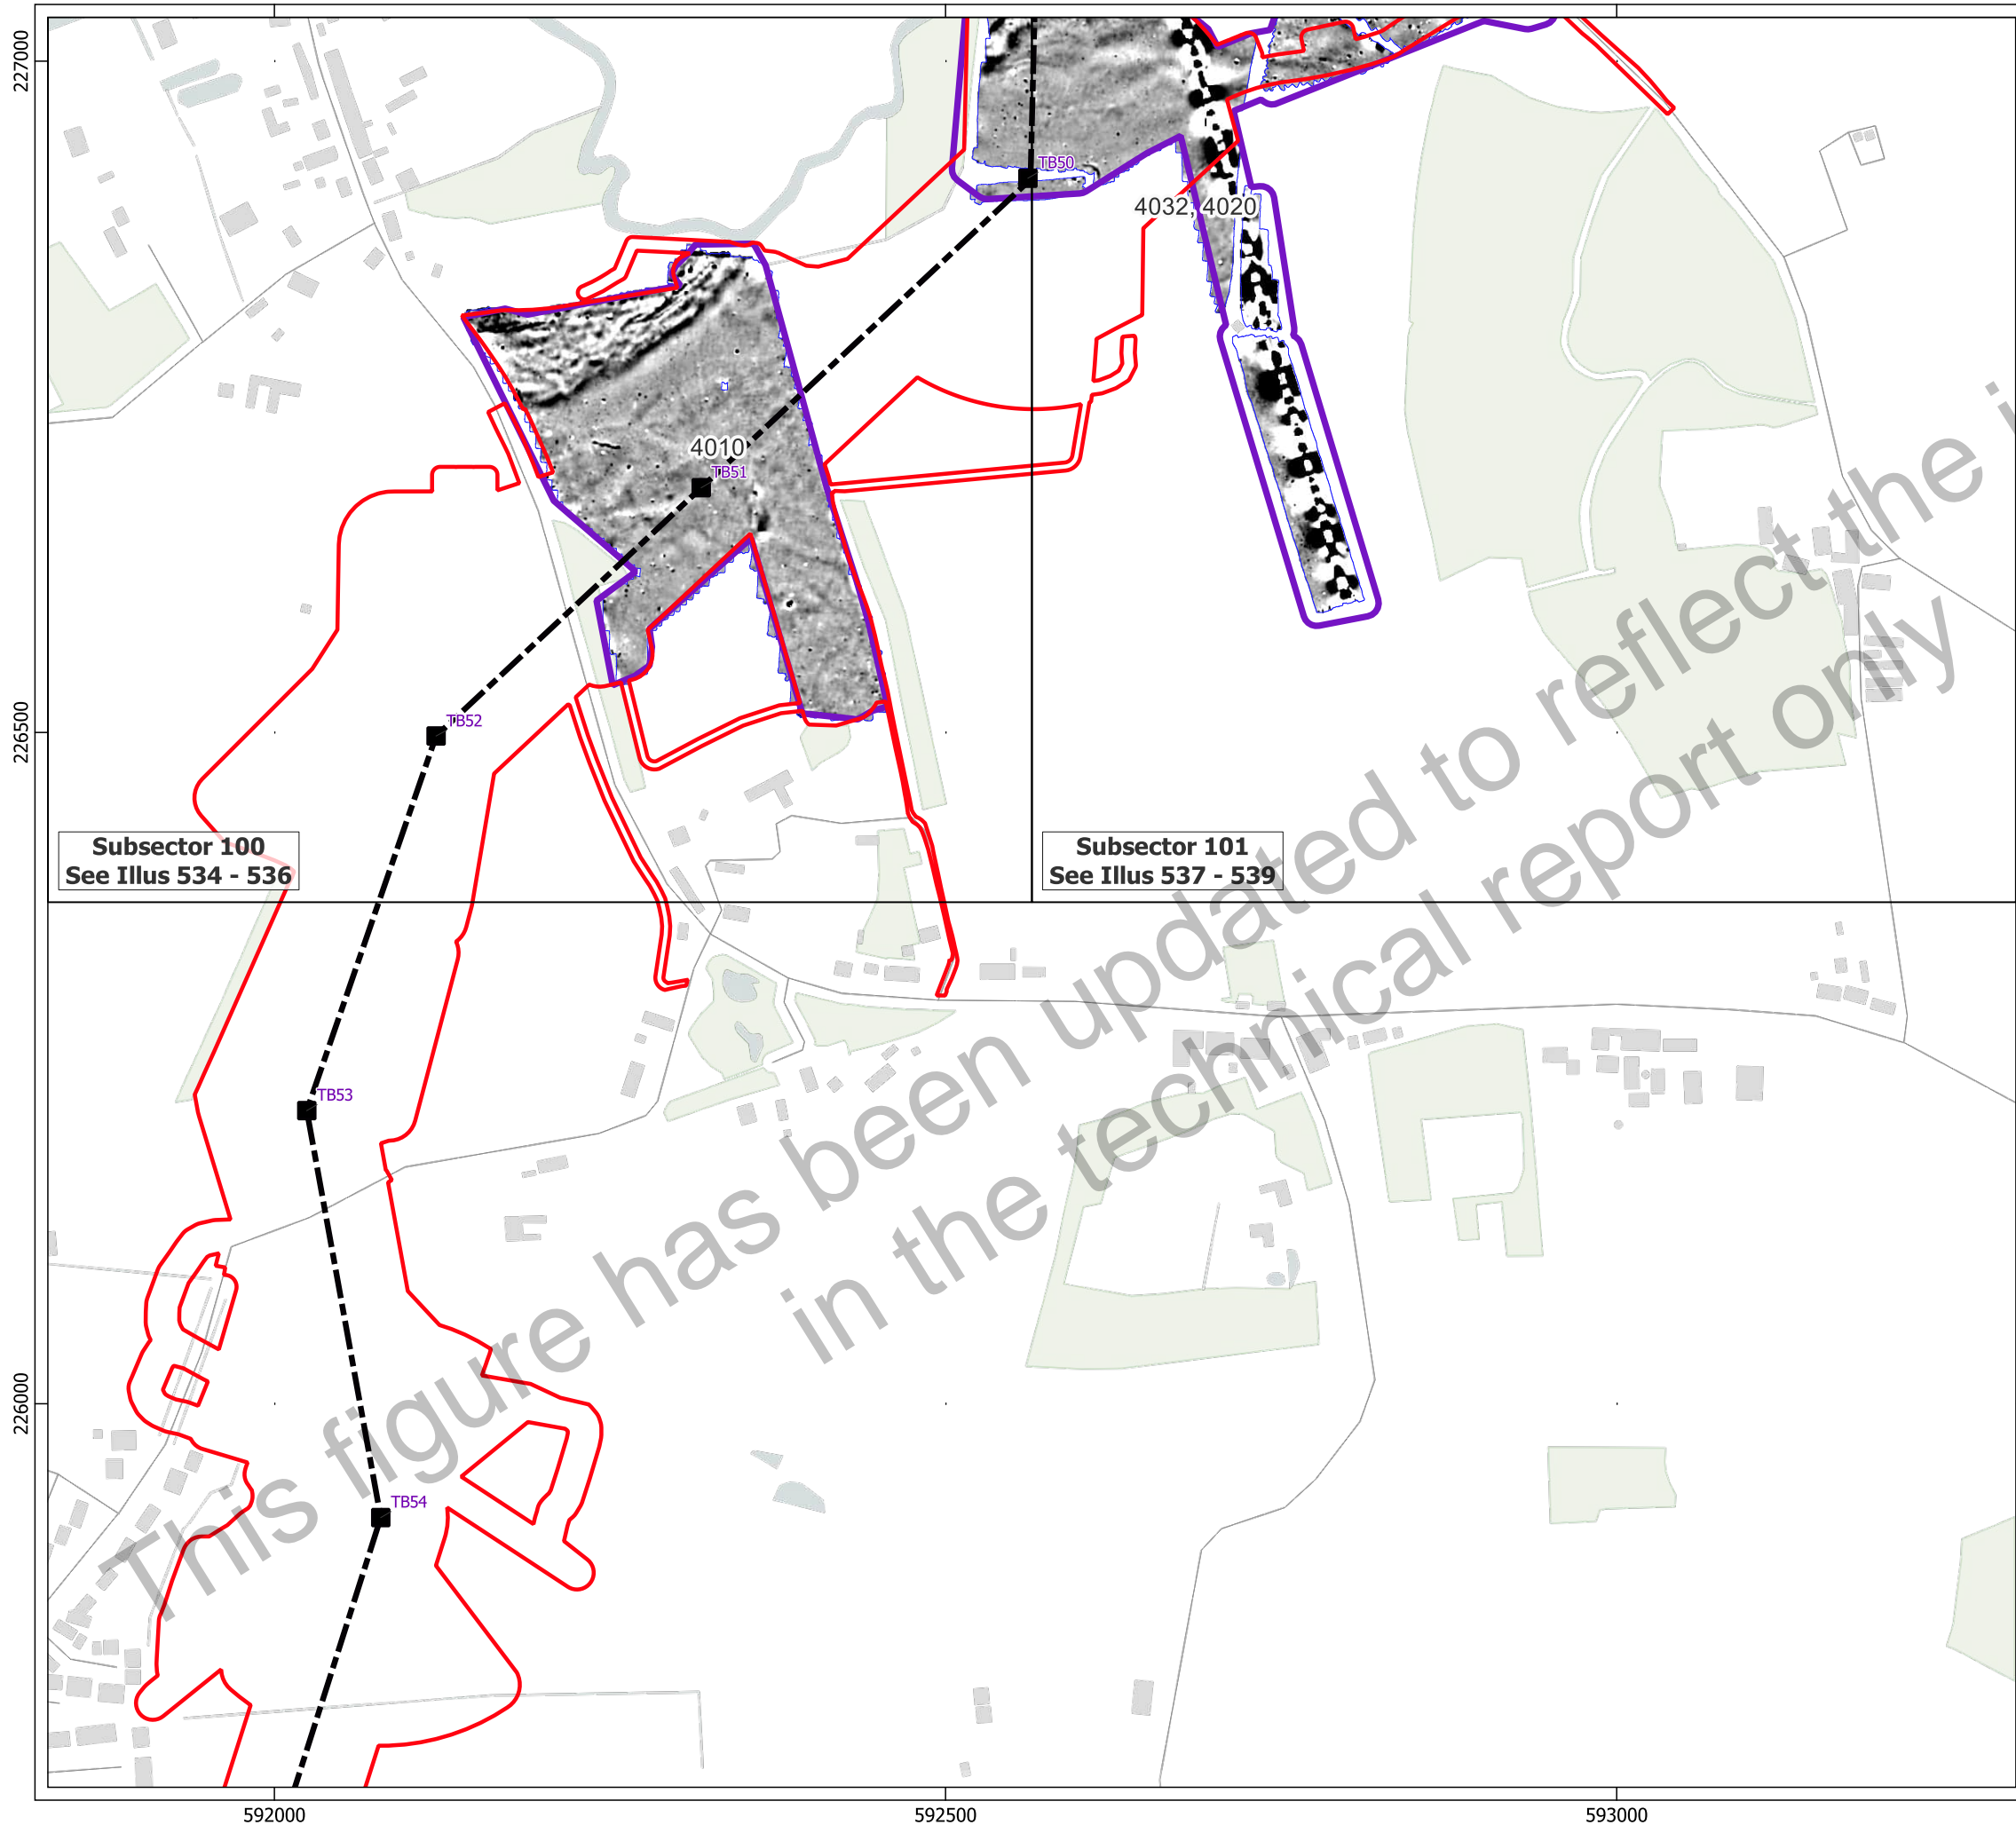 227000
TB50
4032, 4020
4010
TB51
226500
TB52
Subsector 100
See Illus 534 - 536
Subsector 101
See Illus 537 - 539
TB53
226000
TB54
This figure has been updated to reflect the
in the technical report only
592000
592500
593000